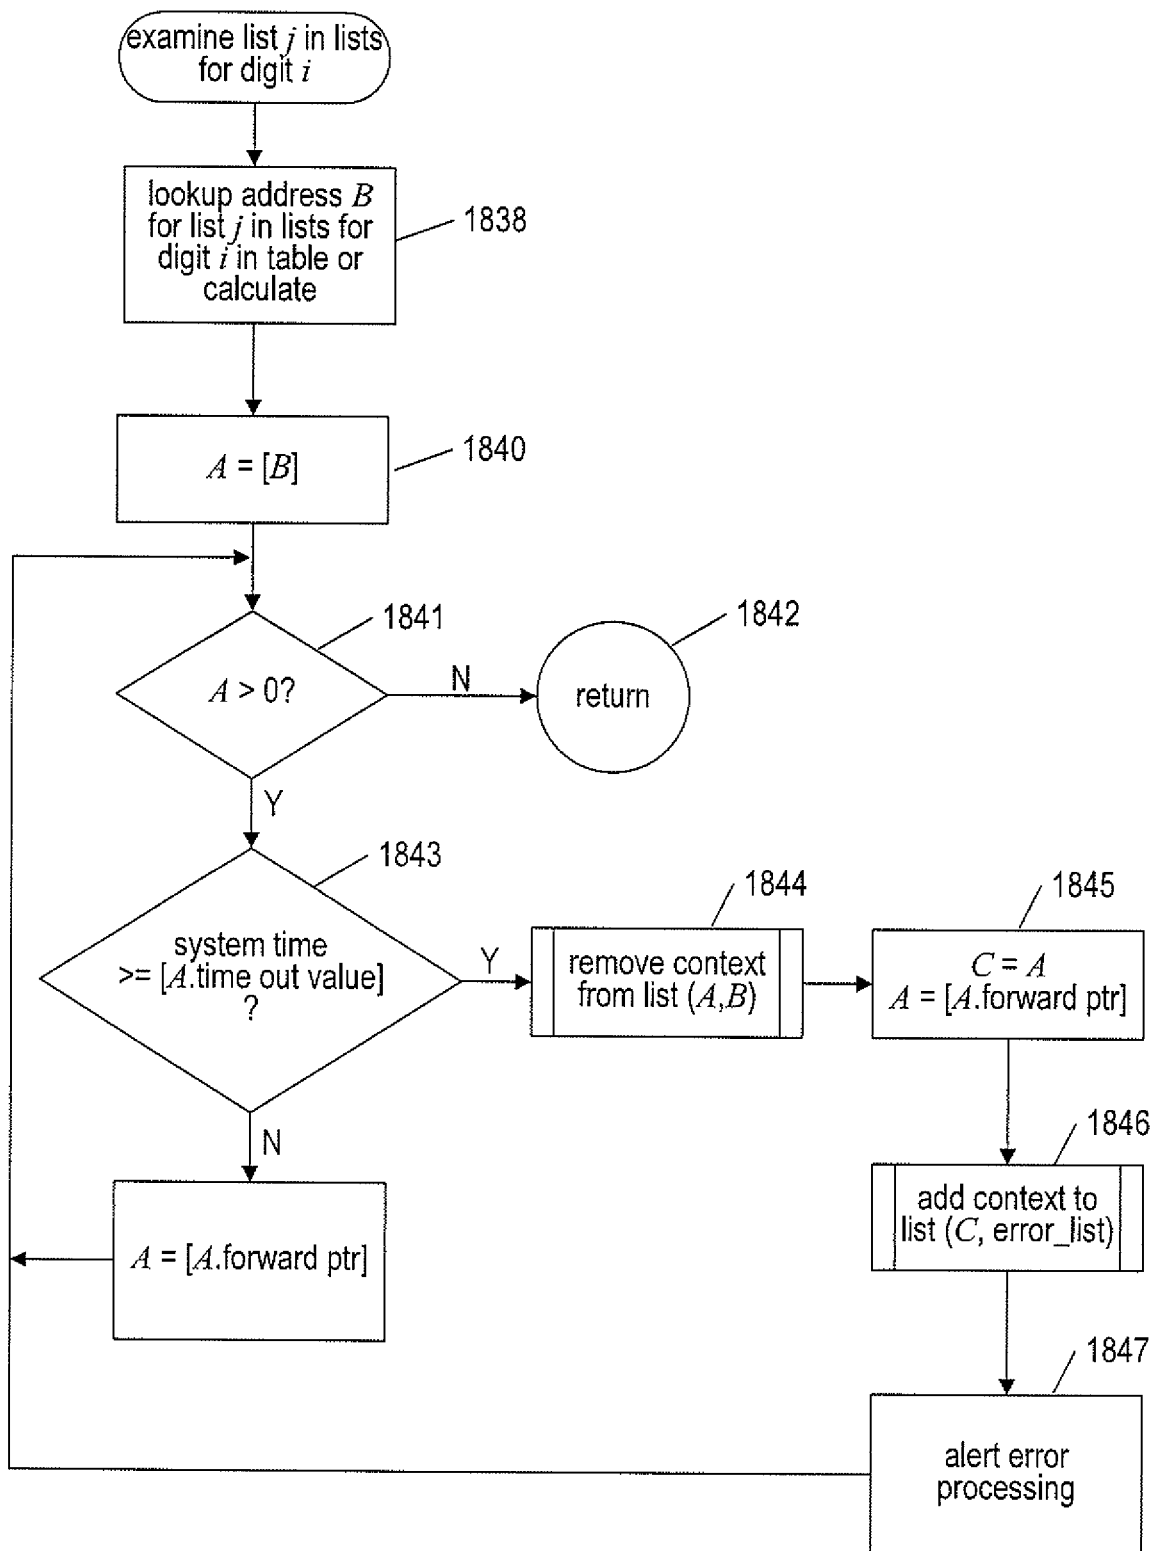 examine list j in lists
for digit i
lookup address B
for list j in lists for
digit i in table or
calculate
1838
A = [B]
1840
A > 0?
1841
N
return
1842
Y
system time
>= [A.time out value]
?
1843
Y
remove context
from list (A,B)
1844
C = A
A = [A.forward ptr]
1845
N
A = [A.forward ptr]
add context to
list (C, error_list)
1846
alert error
processing
1847